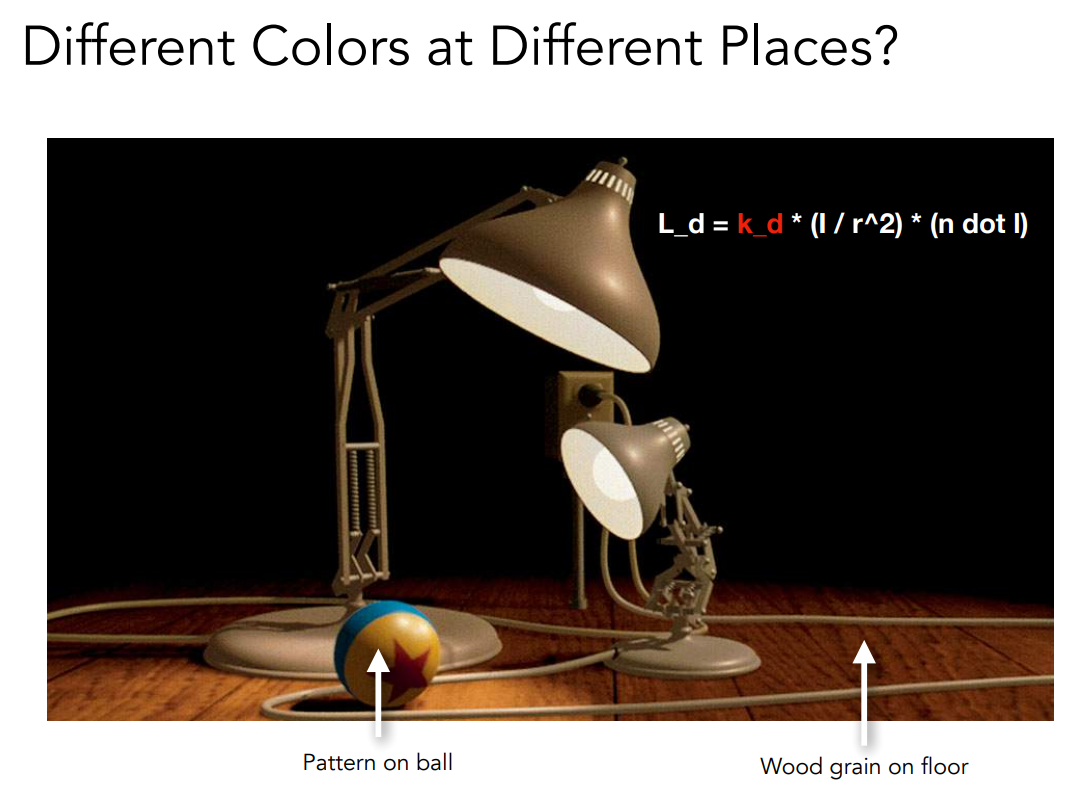 Different Colors at Different Places?
L_d = k_d * (I / r^2) * (n dot l)
Pattern on ball
Wood grain on floor